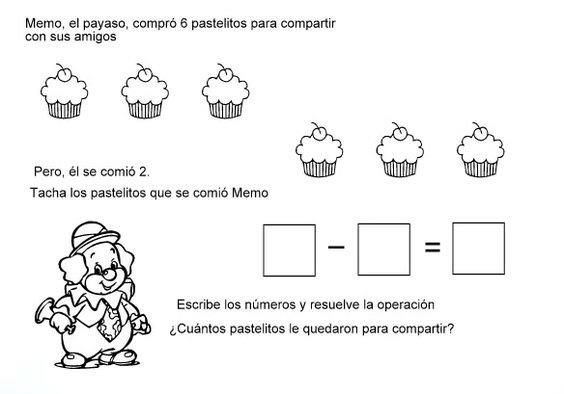 Memo, el payaso, compró 6 pastelitos para compartir
con sus amigos
Pero, él se comió 2.
Tacha los pastelitos que se comió Memo
− =
Escribe los números y resuelve la operación
¿Cuántos pastelitos le quedaron para compartir?